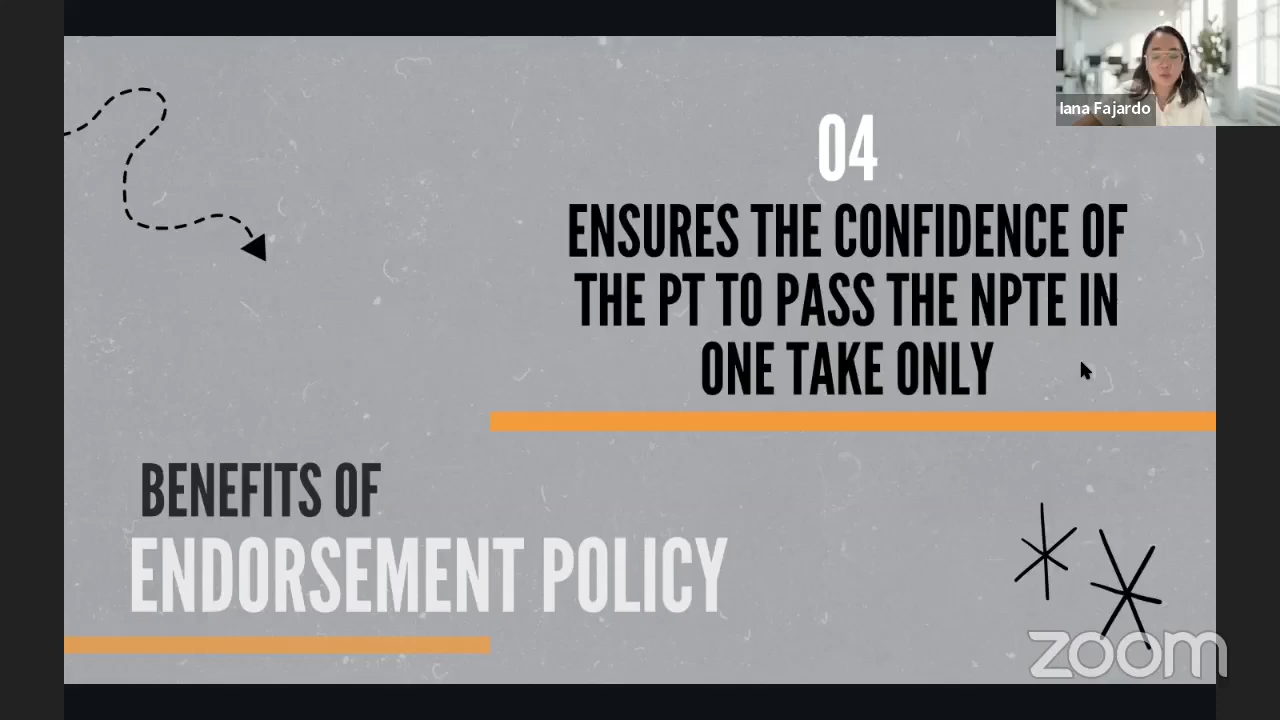 Iana Fajardo
04
ENSURES THE CONFIDENCE OF
THE PT TO PASS THE NPTE IN
ONE TAKE ONLY
BENEFITS OF
ENDORSEMENT POLICY
zoom